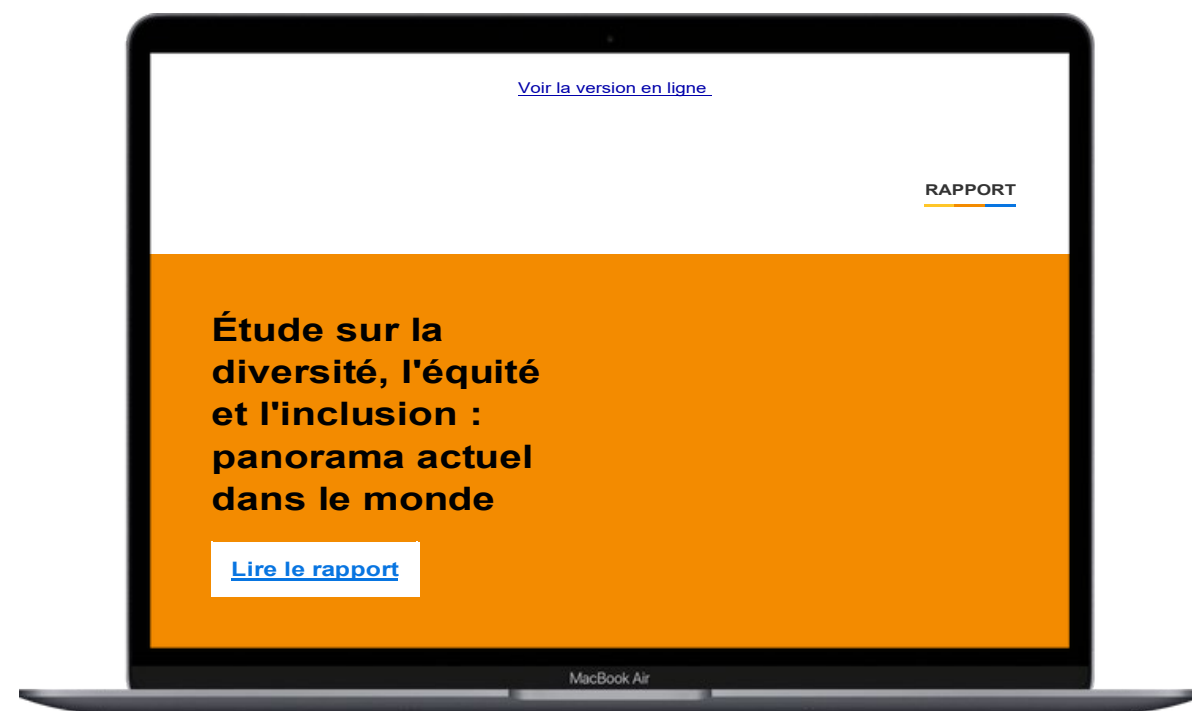 Voir la version en ligne
RAPPORT
Étude sur la
diversité, l'équité
et l'inclusion :
panorama actuel
dans le monde
Lire le rapport
MacBook Air